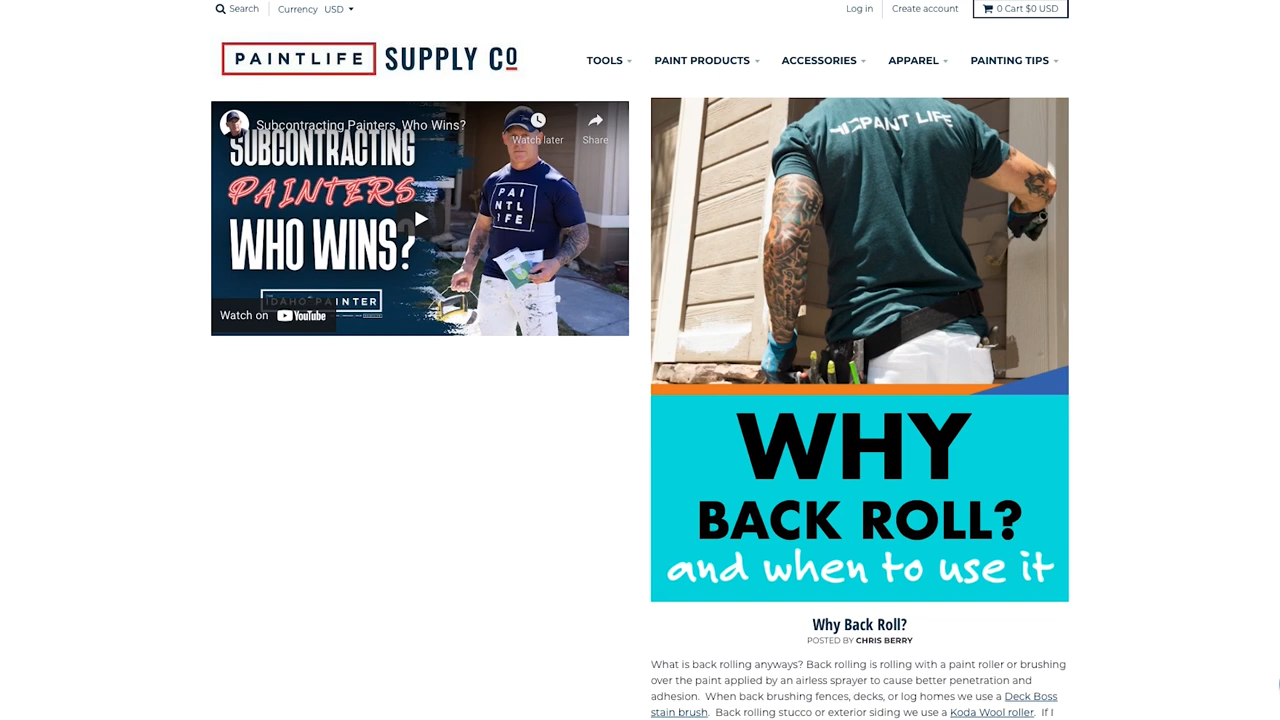 Search
Currency USD
Log in
Create account
0 Cart $0 USD
PAINTLIFE SUPPLY CO
TOOLS
PAINT PRODUCTS
ACCESSORIES
APPAREL
PAINTING TIPS
Subcontracting Painters, Who Wins?
Watch later
Share
SUBCONTRACTING
PAINTERS
WHO WINS?
IDAHO PAINTER
Watch on YouTube
PAI
NTL
IFE
PAINT LIFE
WHY
BACK ROLL?
and when to use it
Why Back Roll?
POSTED BY CHRIS BERRY
What is back rolling anyways? Back rolling is rolling with a paint roller or brushing
over the paint applied by an airless sprayer to cause better penetration and
adhesion. When back brushing fences, decks, or log homes we use a Deck Boss
stain brush. Back rolling stucco or exterior siding we use a Koda Wool roller. If I